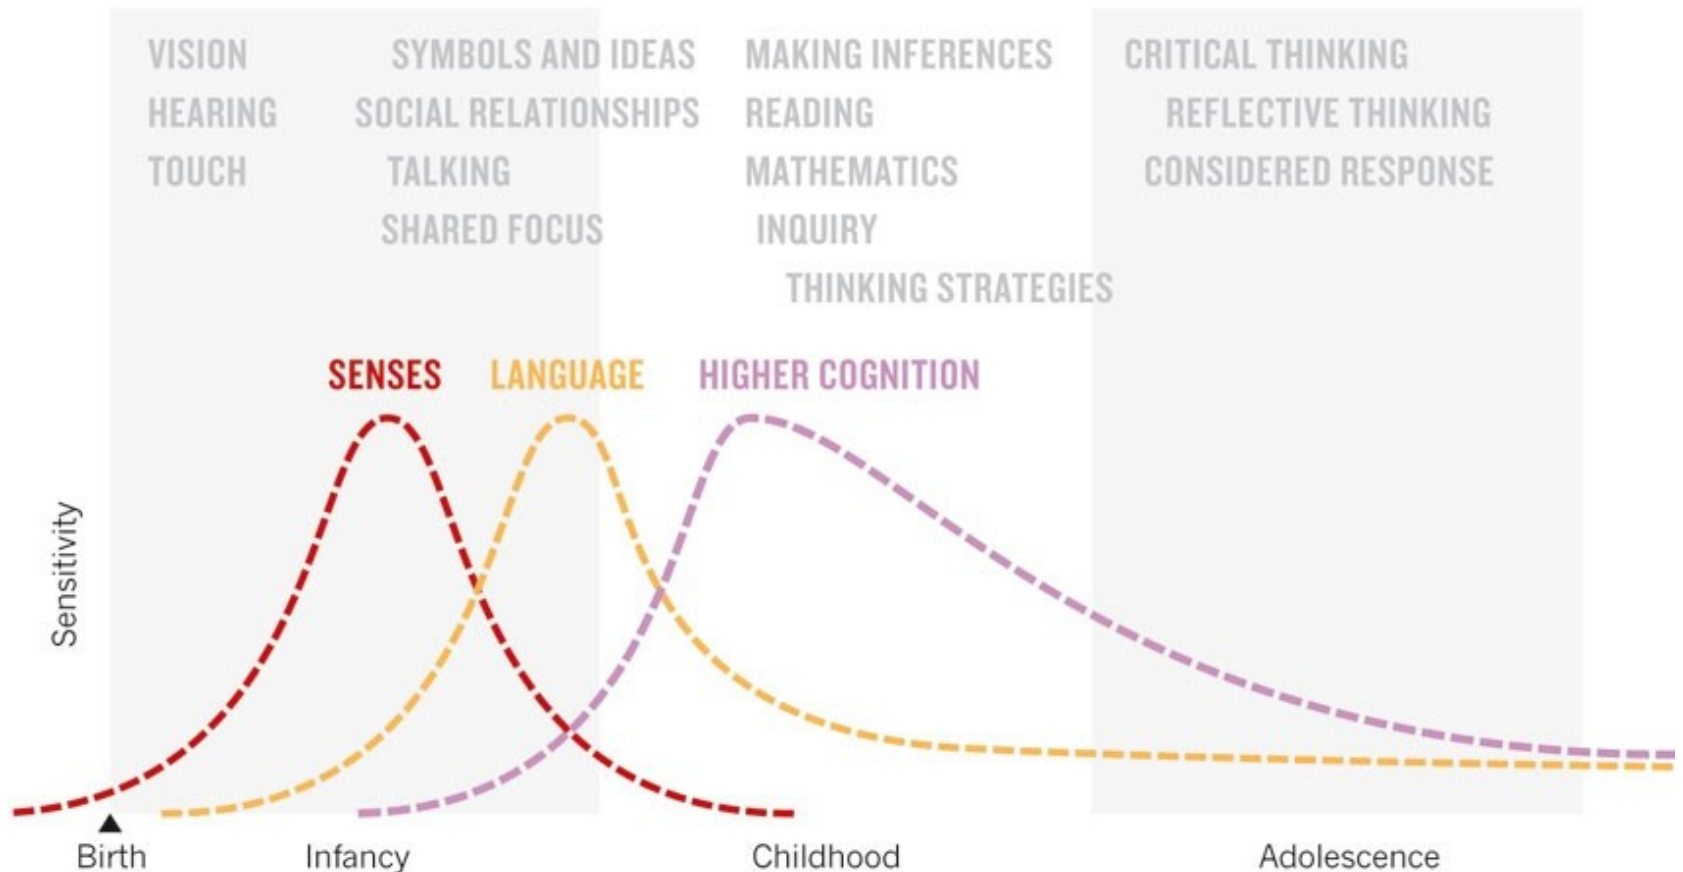 VISION SYMBOLS AND IDEAS MAKING INFERENCES CRITICAL THINKING
HEARING SOCIAL RELATIONSHIPS READING REFLECTIVE THINKING
TOUCH TALKING MATHEMATICS CONSIDERED RESPONSE
SHARED FOCUS INQUIRY
THINKING STRATEGIES
SENSES LANGUAGE HIGHER COGNITION
Sensitivity
Birth Infancy Childhood Adolescence